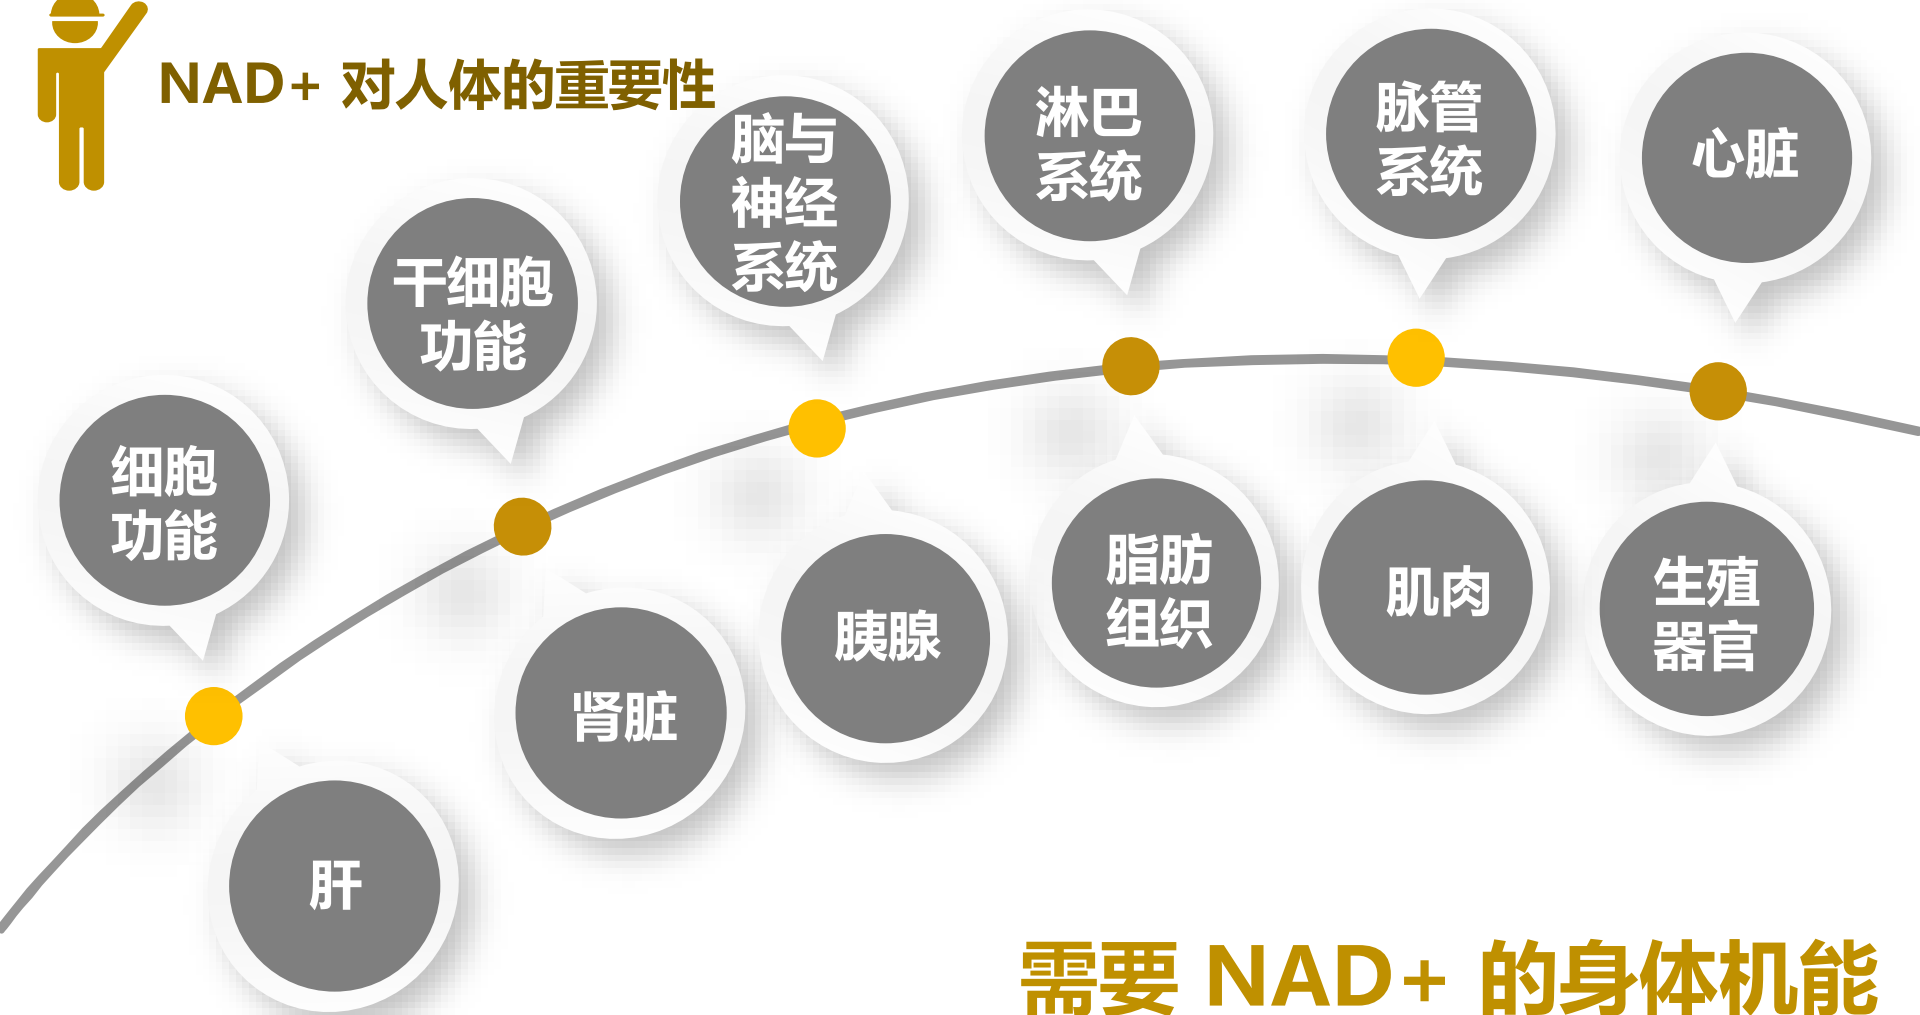 NAD+ 对人体的重要性
细胞
功能
干细胞
功能
脑与
神经
系统
淋巴
系统
脉管
系统
心脏
肝
肾脏
胰腺
脂肪
组织
肌肉
生殖
器官
需要 NAD+ 的身体机能